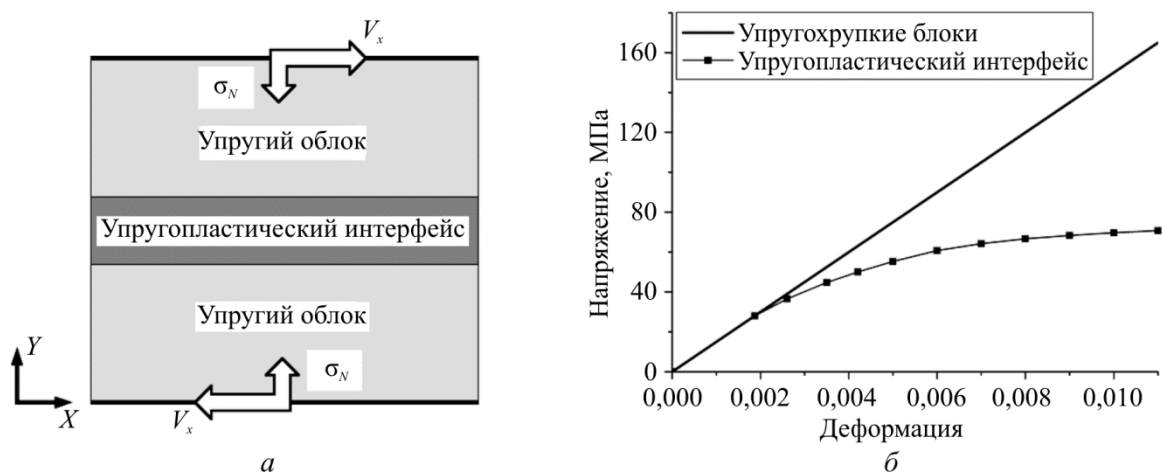 V_x
σ_N
Упругий облок
Упругопластический интерфейс
Упругий облок
σ_N
V_x
Y
X
а
Упругохрупкие блоки
Упругопластический интерфейс
Напряжение, МПа
160
120
80
40
0
0,000 0,002 0,004 0,006 0,008 0,010
Деформация
б